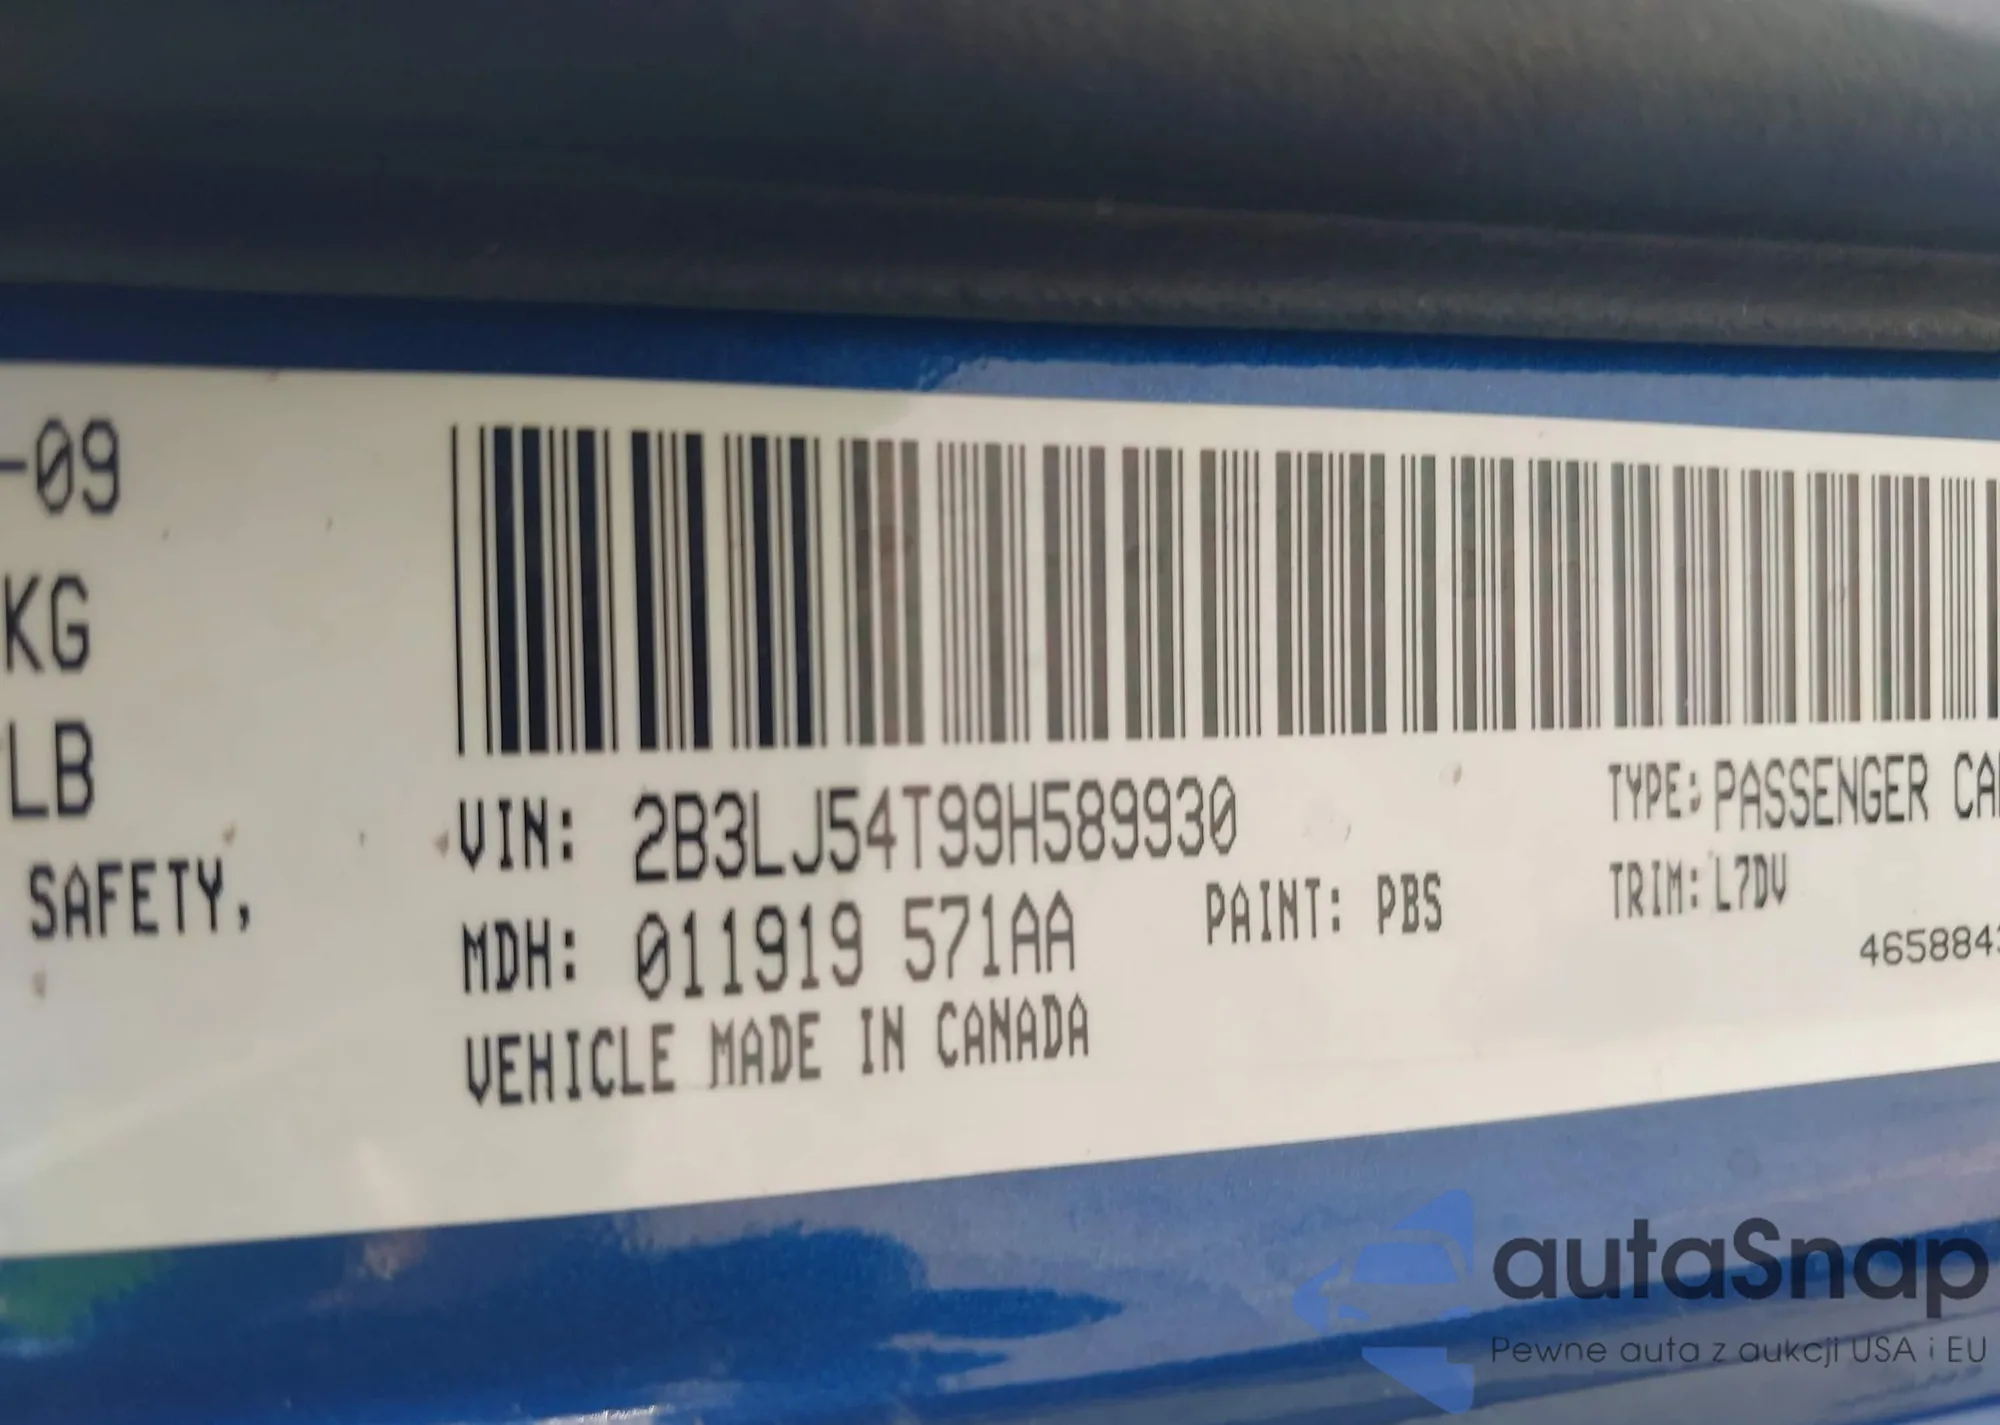 -09
KG
LB
SAFETY,
VIN: 2B3LJ54T99H589930
TYPE: PASSENGER CA
MDH: 011919 571AA
PAINT: PBS
TRIM: L7DV
VEHICLE MADE IN CANADA
465884
autaSnap
Pewne auta z aukcji USA i EU